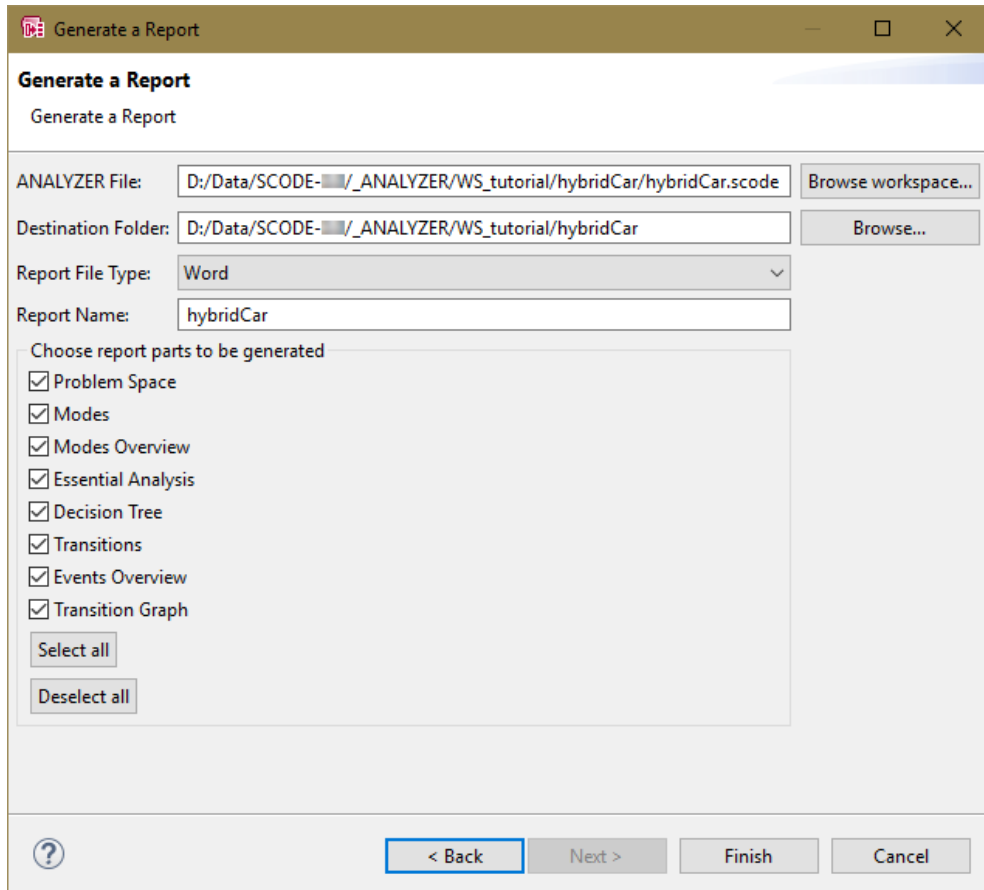 Generate a Report
Generate a Report
Generate a Report
ANALYZER File: D:/Data/SCODE- /_ANALYZER/WS_tutorial/hybridCar/hybridCar.scode Browse workspace...
Destination Folder: D:/Data/SCODE- /_ANALYZER/WS_tutorial/hybridCar Browse...
Report File Type: Word
Report Name: hybridCar
Choose report parts to be generated
Problem Space
Modes
Modes Overview
Essential Analysis
Decision Tree
Transitions
Events Overview
Transition Graph
Select all
Deselect all
? < Back Next > Finish Cancel